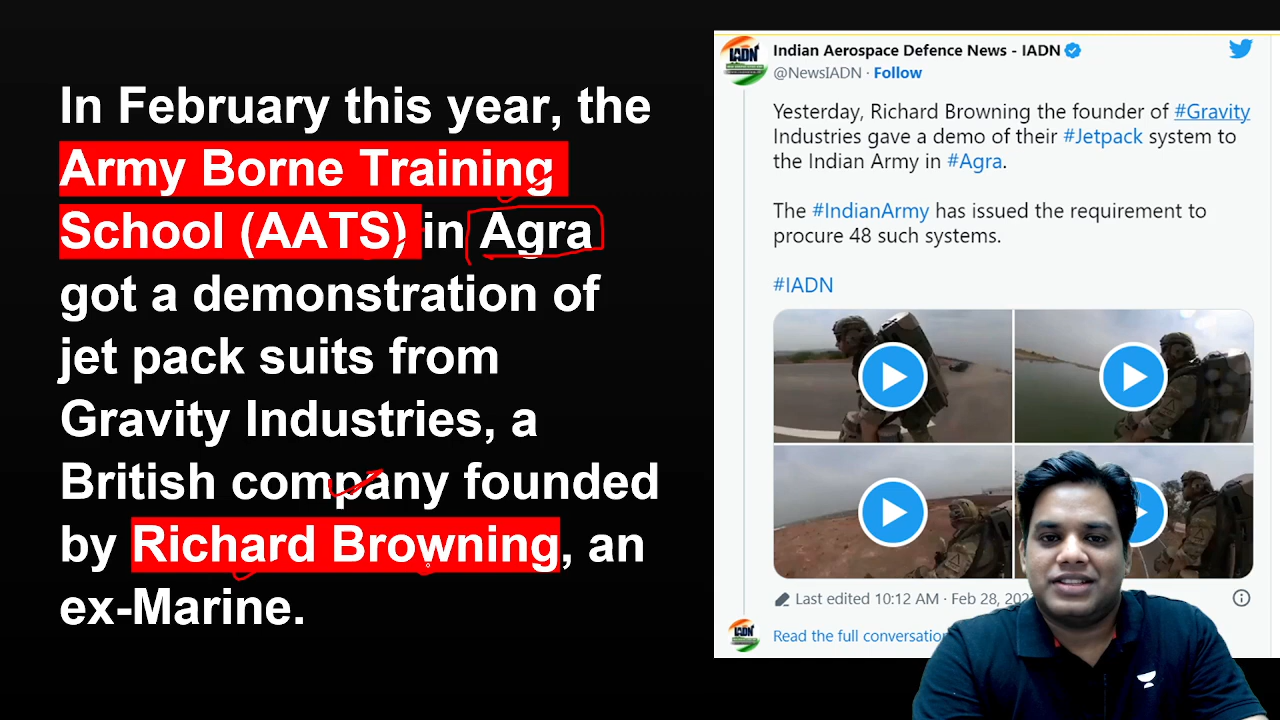 In February this year, the
Army Borne Training
School (AATS) in Agra
got a demonstration of
jet pack suits from
Gravity Industries, a
British company founded
by Richard Browning, an
ex-Marine.
IADN
Indian Aerospace Defence News - IADN
@NewsIADN · Follow
Yesterday, Richard Browning the founder of #Gravity
Industries gave a demo of their #Jetpack system to
the Indian Army in #Agra.
The #IndianArmy has issued the requirement to
procure 48 such systems.
#IADN
Last edited 10:12 AM · Feb 28,
IADN
Read the full